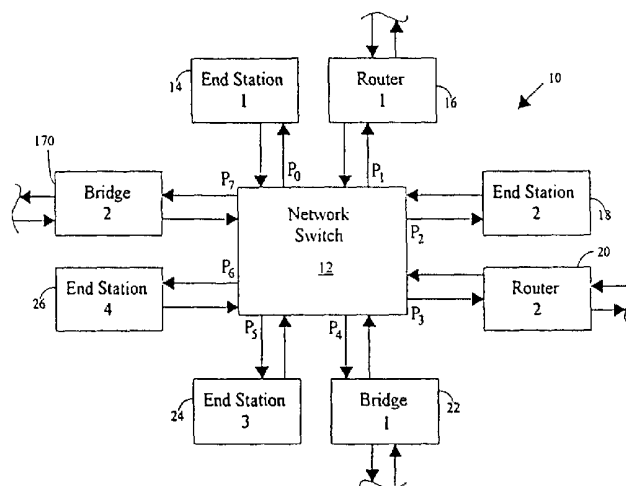 14
End Station
1
Router
1
16
10
170
Bridge
2
P7
P0
P1
End Station
2
18
Network
Switch
12
P2
P6
26
End Station
4
20
Router
2
P3
P5
P4
24
End Station
3
Bridge
1
22